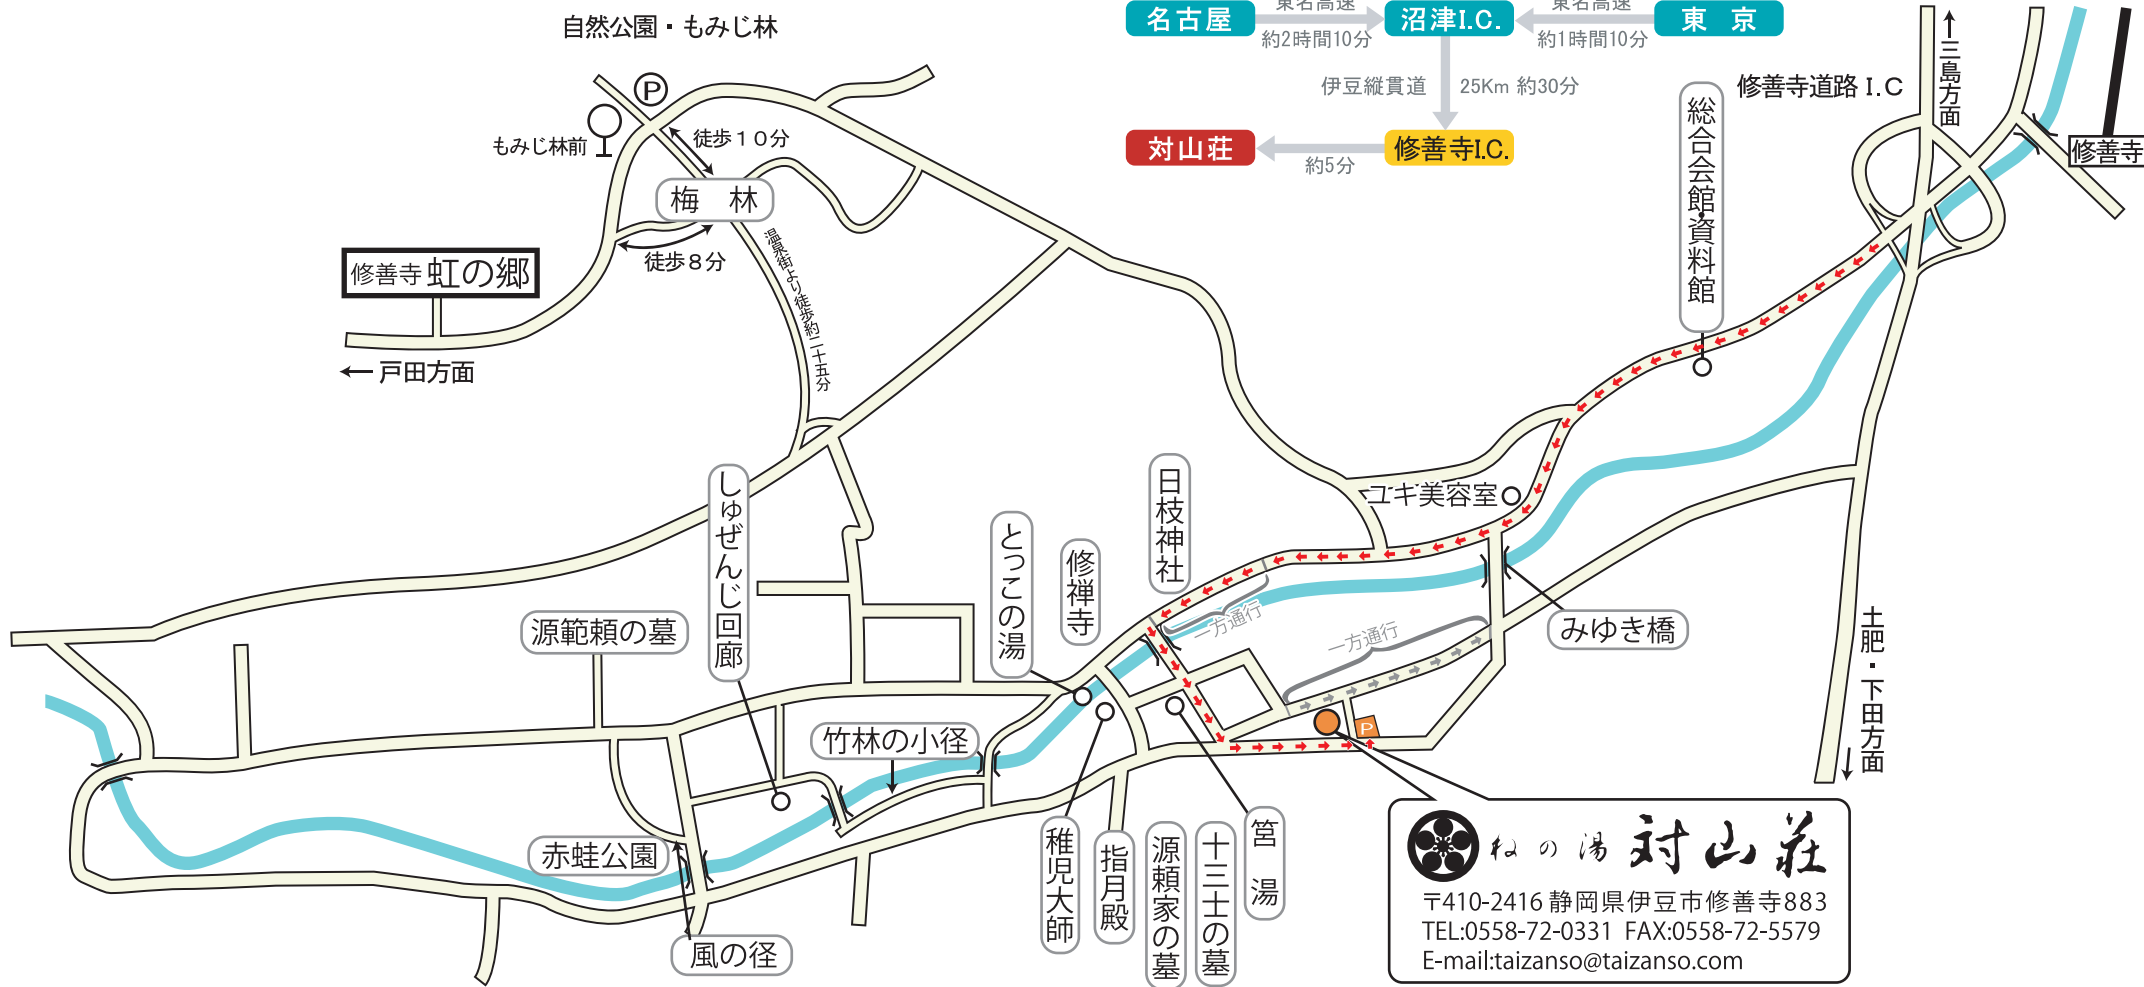 自然公園・もみじ林
名古屋
東名高速
約2時間10分
沼津I.C.
東名高速
約1時間10分
東 京
伊豆縦貫道
25Km 約30分
対山荘
約5分
修善寺I.C.
修善寺道路 I.C
三島方面
修善寺
総合会館・資料館
P
もみじ林前
徒歩10分
梅 林
徒歩8分
温泉街より徒歩約二十五分
修善寺 虹の郷
戸田方面
ユキ美容室
日枝神社
とっこの湯
修禅寺
しゅぜんじ回廊
源範頼の墓
一方通行
一方通行
みゆき橋
土肥・下田方面
竹林の小径
赤蛙公園
風の径
稚児大師
指月殿
源頼家の墓
十三士の墓
筥 湯
P
ねの湯 対山荘
〒410-2416 静岡県伊豆市修善寺883
TEL:0558-72-0331 FAX:0558-72-5579
E-mail:taizanso@taizanso.com